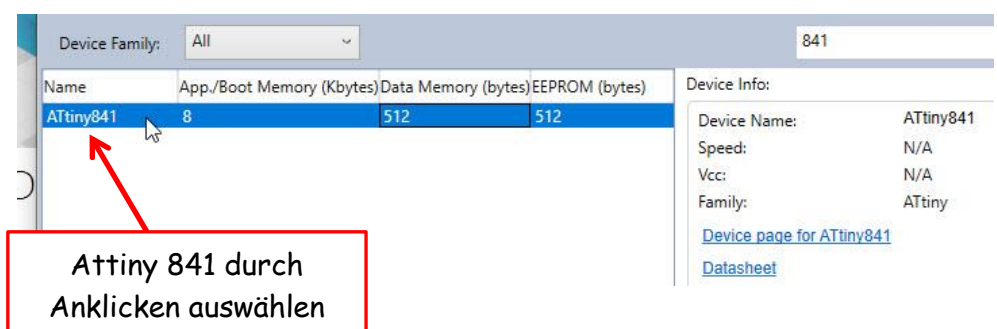 Device Family: All 841
Name App./Boot Memory (Kbytes) Data Memory (bytes) EEPROM (bytes)
ATtiny841 8 512 512
Device Info:
Device Name: ATtiny841
Speed: N/A
Vcc: N/A
Family: ATtiny
Device page for ATtiny841
Datasheet
Attiny 841 durch
Anklicken auswählen